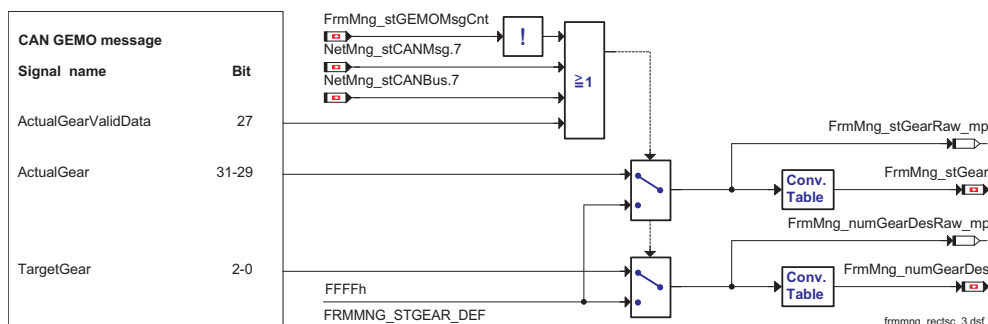 CAN GEMO message
Signal name Bit
ActualGearValidData 27
ActualGear 31-29
TargetGear 2-0
FrmMng_stGEMOMsgCnt
!
NetMng_stCANMsg.7
NetMng_stCANBus.7
≧1
FrmMng_stGearRaw_mp
FrmMng_stGear
Conv.
Table
FrmMng_numGearDesRaw_mp
FrmMng_numGearDes
Conv.
Table
FFFFh
FRMMNG_STGEAR_DEF
frmmng_rectsc_3.dsf